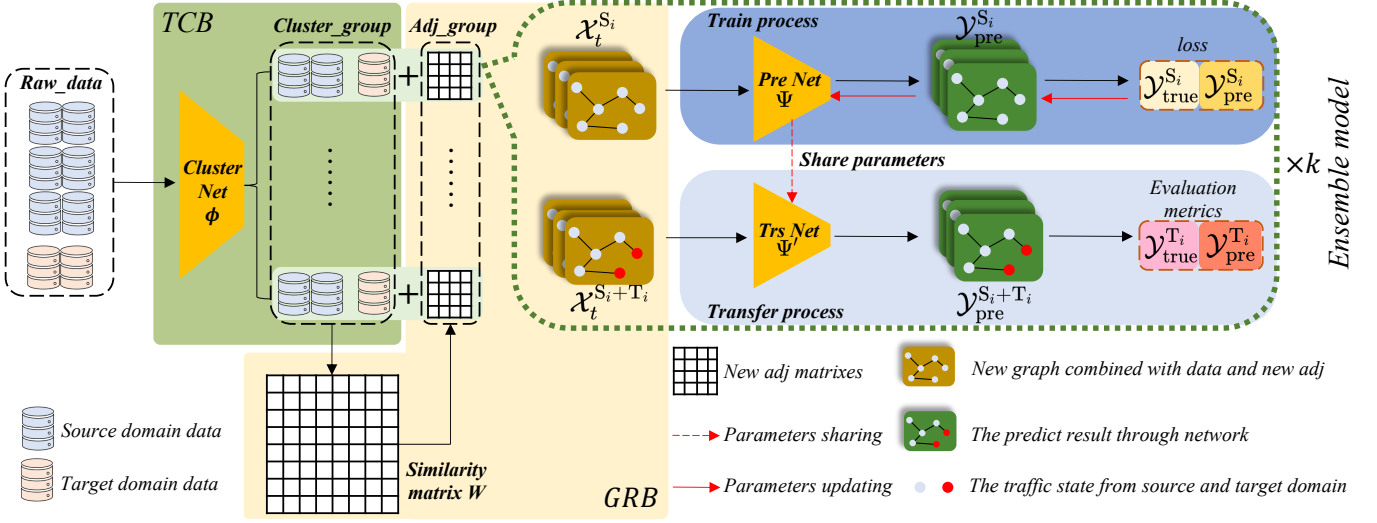 TCB
Raw_data
Cluster
Net
ϕ
Cluster_group
Adj_group
+
+
GRB
Similarity
matrix W
Source domain data
Target domain data
𝒳_t^{S_i}
𝒳_t^{S_i+T_i}
Train process
Pre Net
Ψ
𝒴_pre^{S_i}
loss
𝒴_true^{S_i} 𝒴_pre^{S_i}
Share parameters
Trs Net
Ψ′
𝒴_pre^{S_i+T_i}
Evaluation
metrics
𝒴_true^{T_i} 𝒴_pre^{T_i}
Transfer process
×k
Ensemble model
New adj matrixes
New graph combined with data and new adj
Parameters sharing
The predict result through network
Parameters updating
The traffic state from source and target domain